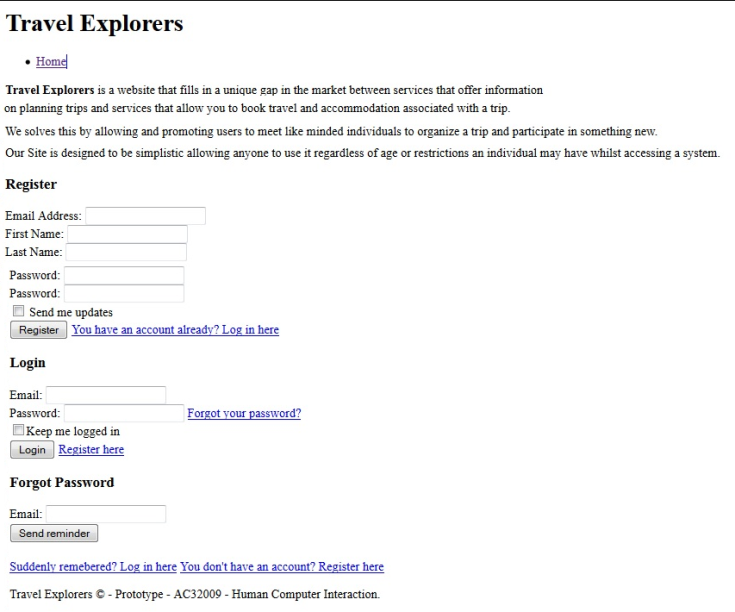 Travel Explorers
• Home
Travel Explorers is a website that fills in a unique gap in the market between services that offer information
on planning trips and services that allow you to book travel and accommodation associated with a trip.
We solves this by allowing and promoting users to meet like minded individuals to organize a trip and participate in something new.
Our Site is designed to be simplistic allowing anyone to use it regardless of age or restrictions an individual may have whilst accessing a system.
Register
Email Address:
First Name:
Last Name:
Password:
Password:
Send me updates
Register You have an account already? Log in here
Login
Email:
Password: Forgot your password?
Keep me logged in
Login Register here
Forgot Password
Email:
Send reminder
Suddenly remebered? Log in here You don't have an account? Register here
Travel Explorers © - Prototype - AC32009 - Human Computer Interaction.